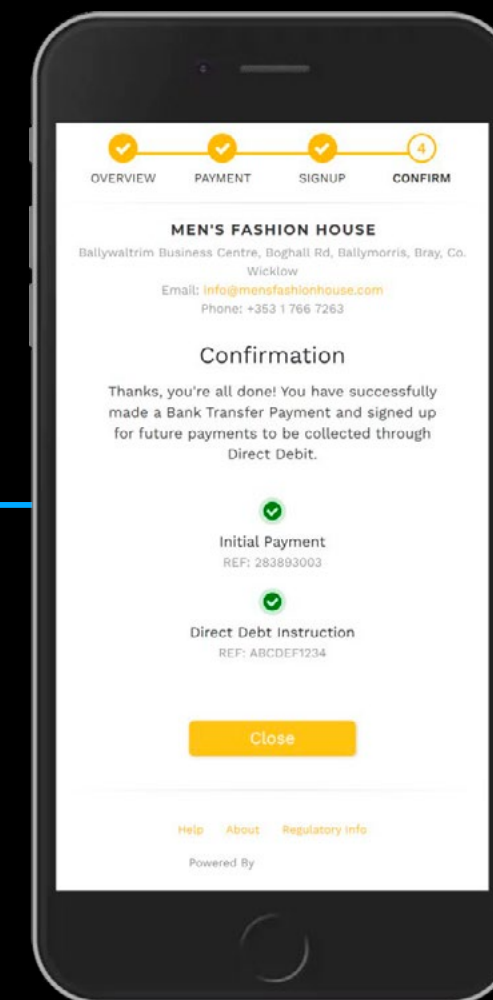 4
OVERVIEW PAYMENT SIGNUP CONFIRM
MEN'S FASHION HOUSE
Ballywaltrim Business Centre, Boghall Rd, Ballymorris, Bray, Co.
Wicklow
Email: info@mensfashionhouse.com
Phone: +353 1 766 7263
Confirmation
Thanks, you're all done! You have successfully
made a Bank Transfer Payment and signed up
for future payments to be collected through
Direct Debit.
Initial Payment
REF: 283893003
Direct Debt Instruction
REF: ABCDEF1234
Close
Help About Regulatory Info
Powered By